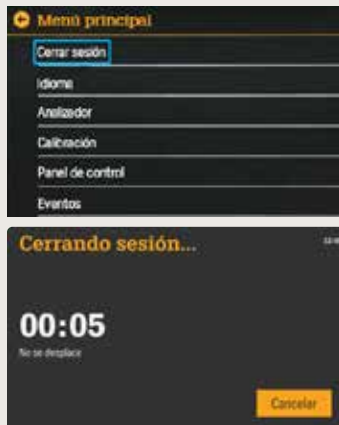 Menú principal
Cerrar sesión
Idioma
Analizador
Calibración
Panel de control
Eventos
Cerrando sesión...
00:05
No se desplace
Cancelar